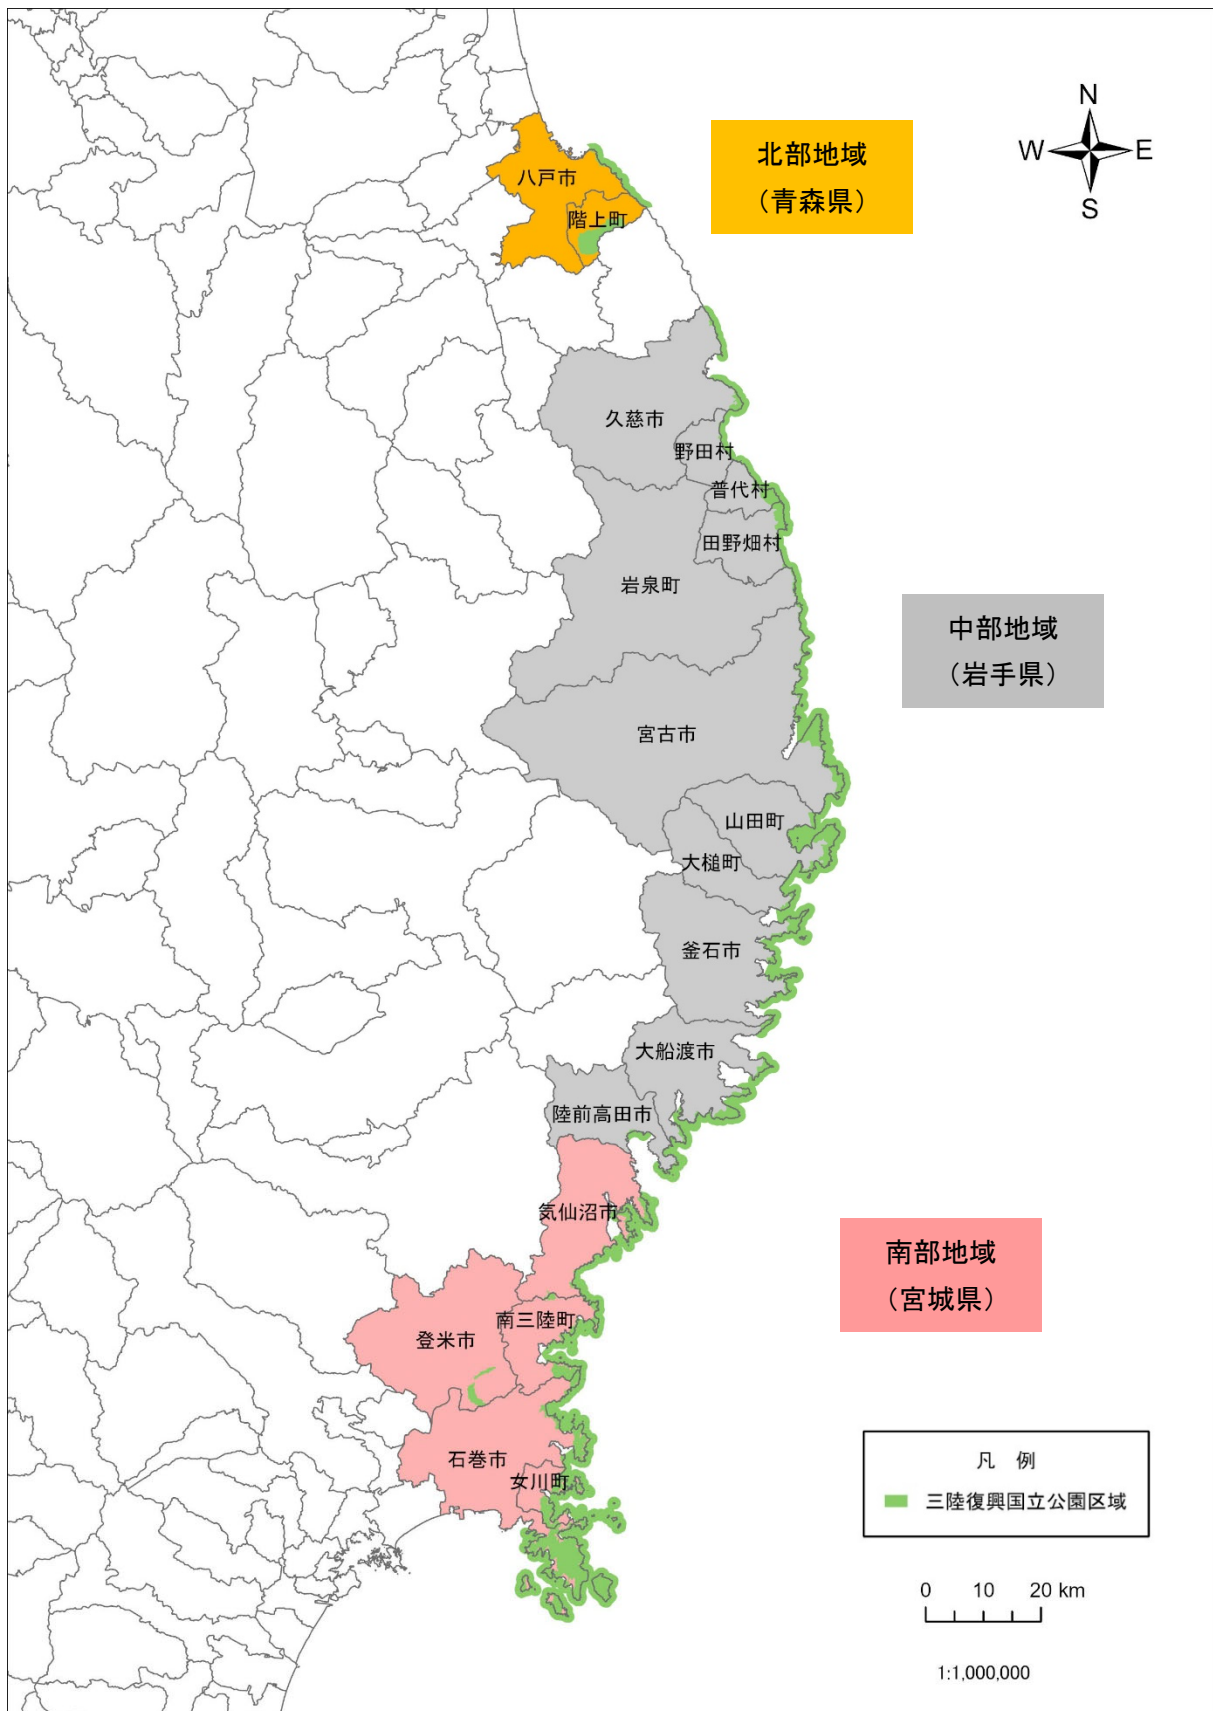 N
W
E
S
北部地域
（青森県）
八戸市
階上町
久慈市
野田村
普代村
田野畑村
岩泉町
中部地域
（岩手県）
宮古市
山田町
大槌町
釜石市
大船渡市
陸前高田市
気仙沼市
南部地域
（宮城県）
南三陸町
登米市
石巻市
女川町
凡 例
三陸復興国立公園区域
0 10 20 km
1:1,000,000